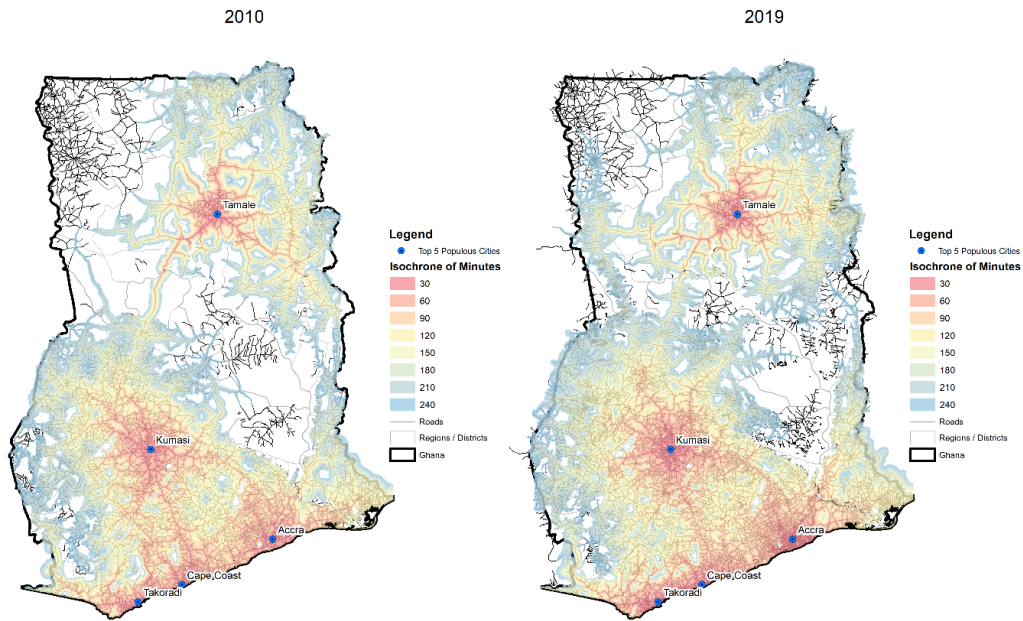 2010
2019
Tamale
Kumasi
Accra
Cape Coast
Takoradi
Legend
Top 5 Populous Cities
Isochrone of Minutes
30
60
90
120
150
180
210
240
Roads
Regions / Districts
Ghana
Tamale
Kumasi
Accra
Cape Coast
Takoradi
Legend
Top 5 Populous Cities
Isochrone of Minutes
30
60
90
120
150
180
210
240
Roads
Regions / Districts
Ghana